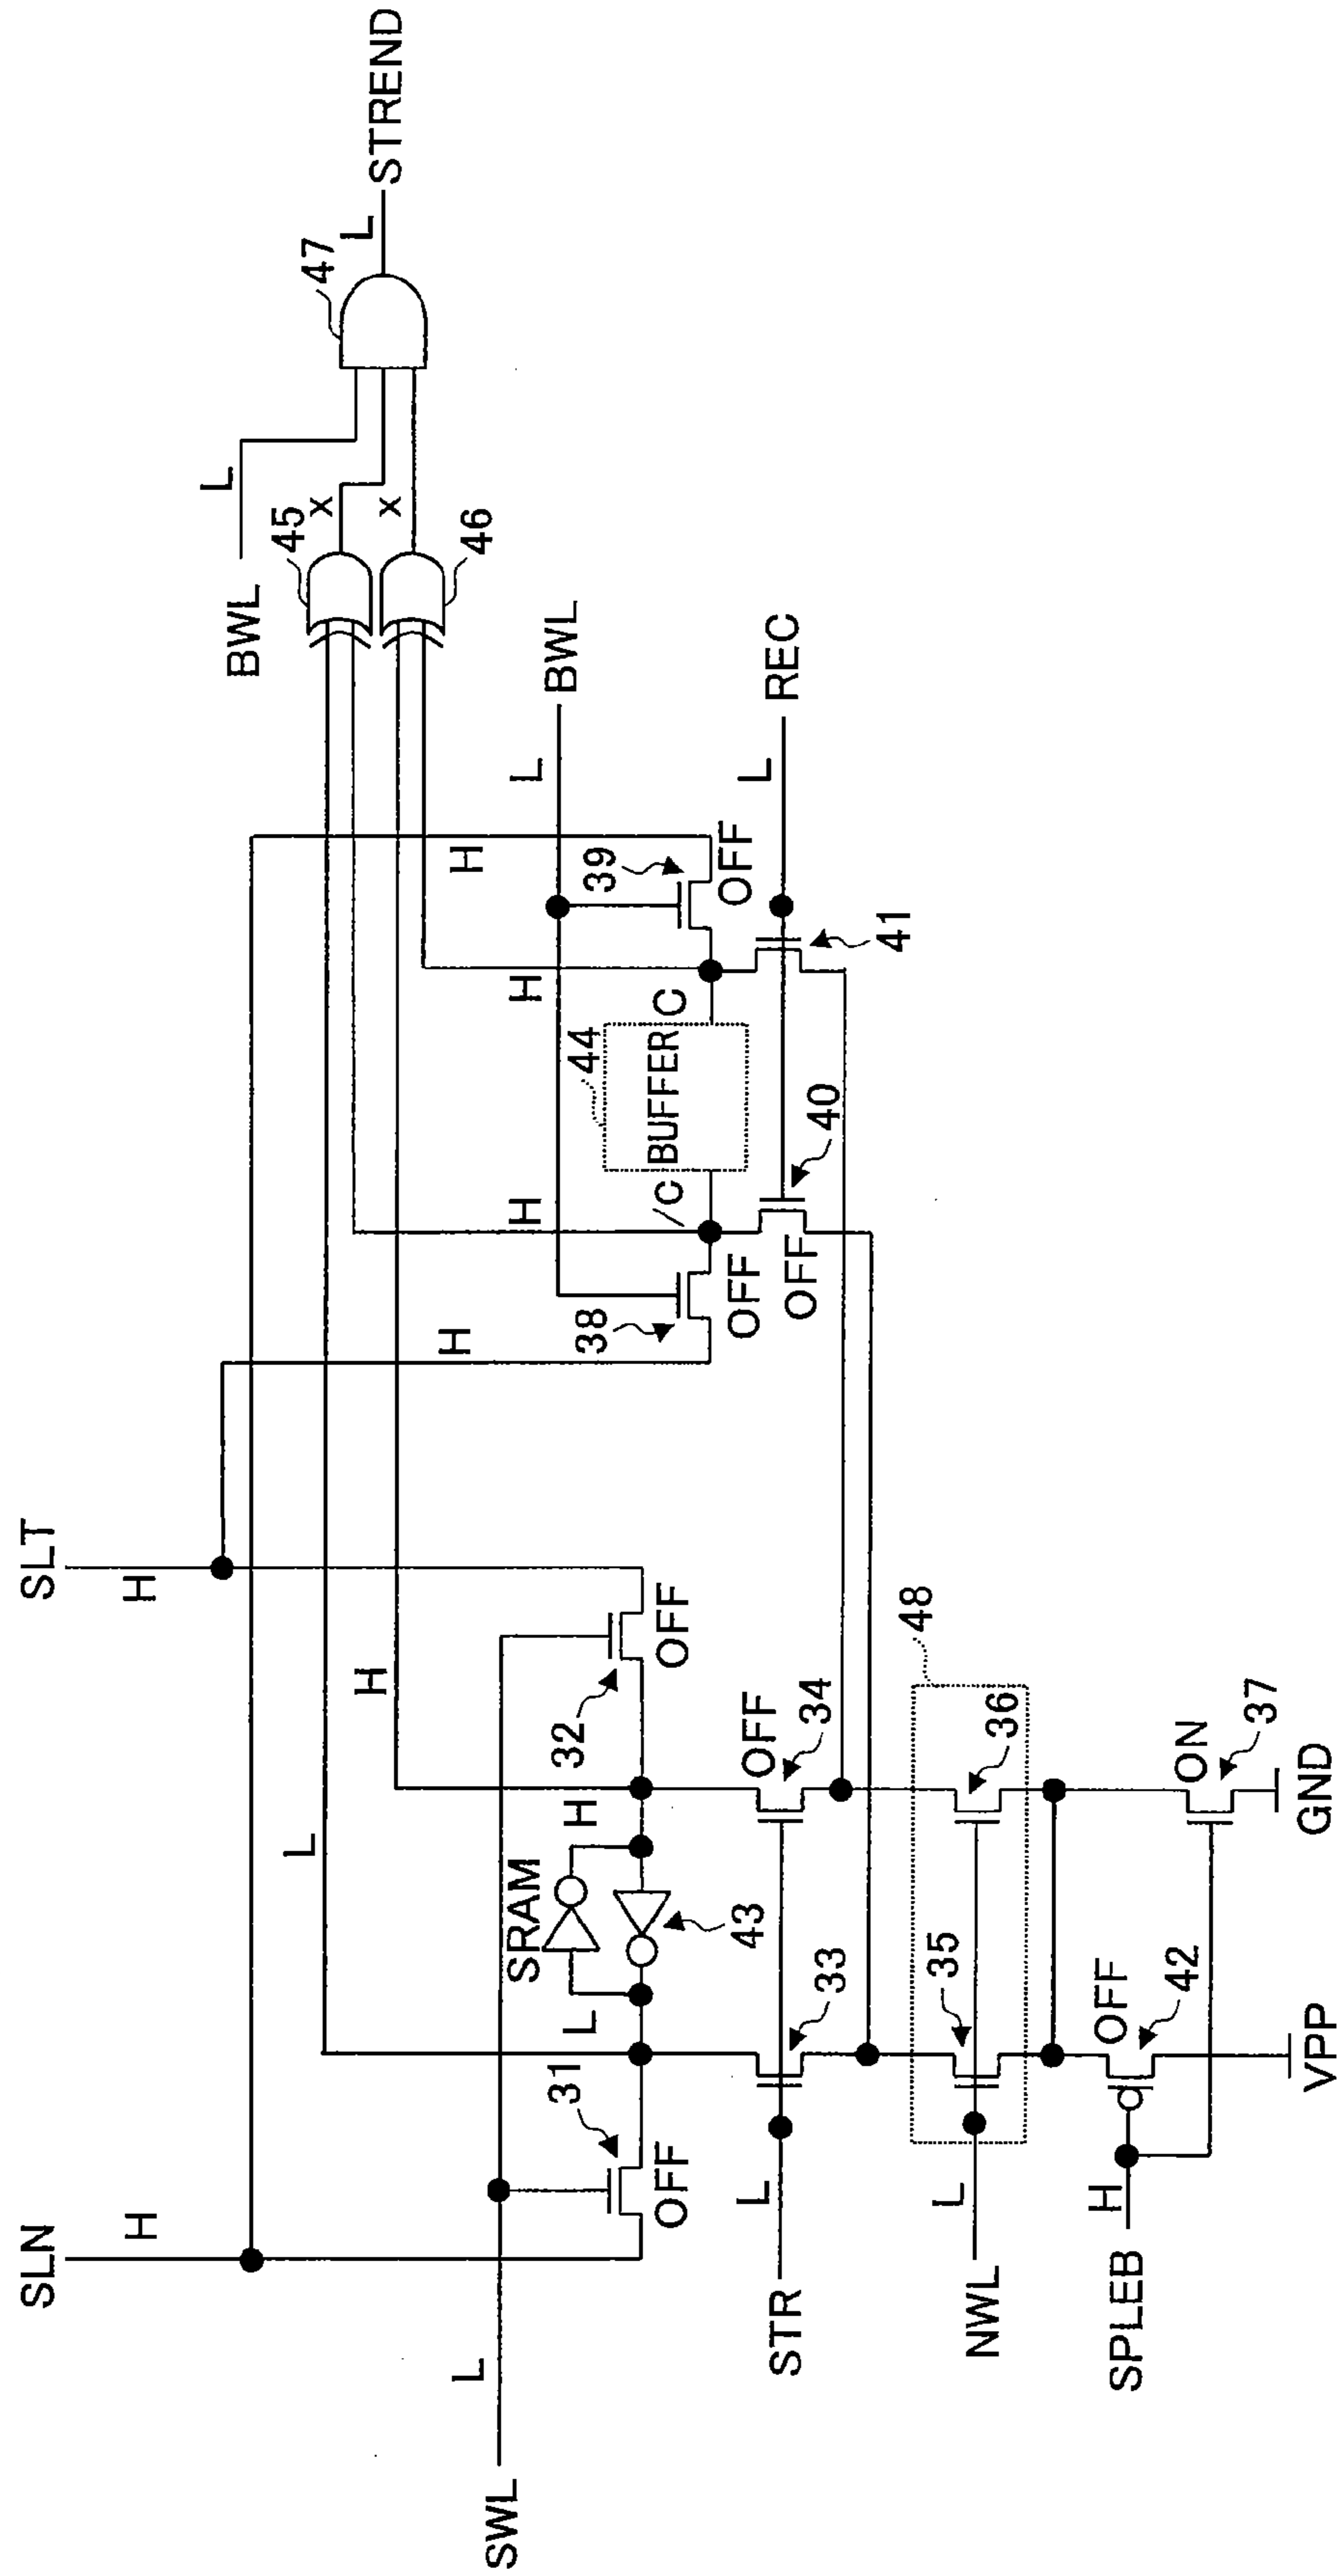 SLN
SLT
H
H
L
BWL
L
45
47
x
L
STREND
H
x
46
L
H
H
SWL
SRAM
H
H
L
BWL
31
L
H
32
38
44
39
OFF
OFF
/C
BUFFER
C
OFF
OFF
L
43
OFF
L
STR
REC
33
34
OFF
40
41
48
L
35
36
NWL
H
OFF
SPLEB
42
ON
37
VPP
GND